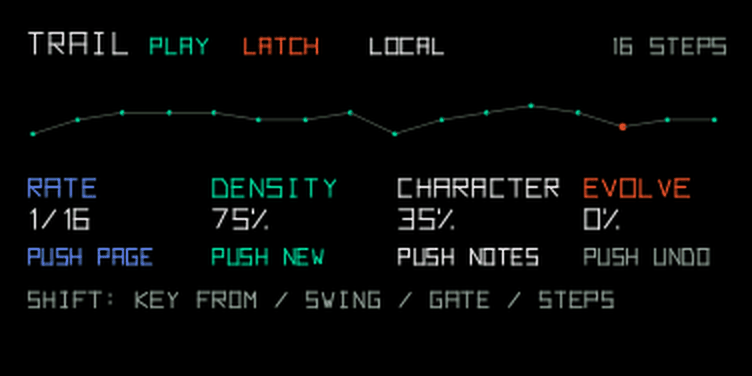 TRAIL PLAY LATCH LOCAL 16 STEPS
RATE DENSITY CHARACTER EVOLVE
1/16 75% 35% 0%
PUSH PAGE PUSH NEW PUSH NOTES PUSH UNDO
SHIFT: KEY FROM / SWING / GATE / STEPS